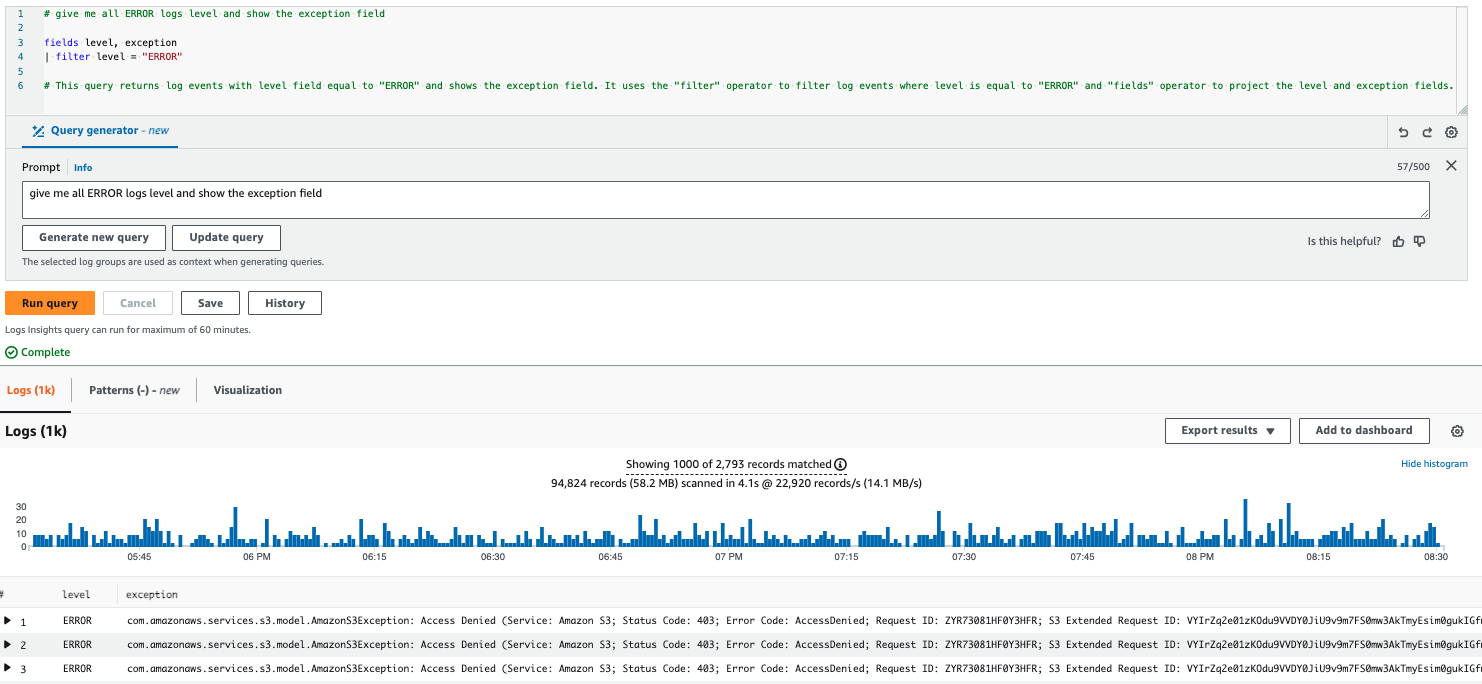 1 # give me all ERROR logs level and show the exception field
2
3 fields level, exception
4 | filter level = "ERROR"
5
6 # This query returns log events with level field equal to "ERROR" and shows the exception field. It uses the "filter" operator to filter log events where level is equal to "ERROR" and "fields" operator to project the level and exception fields.
Query generator - new
Prompt Info 57/500
give me all ERROR logs level and show the exception field
Generate new query Update query
Is this helpful?
The selected log groups are used as context when generating queries.
Run query Cancel Save History
Logs Insights query can run for maximum of 60 minutes.
Complete
Logs (1k) Patterns (-) - new Visualization
Logs (1k) Export results Add to dashboard
Showing 1000 of 2,793 records matched
Hide histogram
94,824 records (58.2 MB) scanned in 4.1s @ 22,920 records/s (14.1 MB/s)
30
20
10
0
05:45 06 PM 06:15 06:30 06:45 07 PM 07:15 07:30 07:45 08 PM 08:15 08:30
# level exception
1 ERROR com.amazonaws.services.s3.model.AmazonS3Exception: Access Denied (Service: Amazon S3; Status Code: 403; Error Code: AccessDenied; Request ID: ZYR73081HF0Y3HFR; S3 Extended Request ID: VYIrZq2e01zKOdu9VVDY0JiU9v9m7FS0mw3AkTmyEsim0gukIGf
2 ERROR com.amazonaws.services.s3.model.AmazonS3Exception: Access Denied (Service: Amazon S3; Status Code: 403; Error Code: AccessDenied; Request ID: ZYR73081HF0Y3HFR; S3 Extended Request ID: VYIrZq2e01zKOdu9VVDY0JiU9v9m7FS0mw3AkTmyEsim0gukIGf
3 ERROR com.amazonaws.services.s3.model.AmazonS3Exception: Access Denied (Service: Amazon S3; Status Code: 403; Error Code: AccessDenied; Request ID: ZYR73081HF0Y3HFR; S3 Extended Request ID: VYIrZq2e01zKOdu9VVDY0JiU9v9m7FS0mw3AkTmyEsim0gukIGf